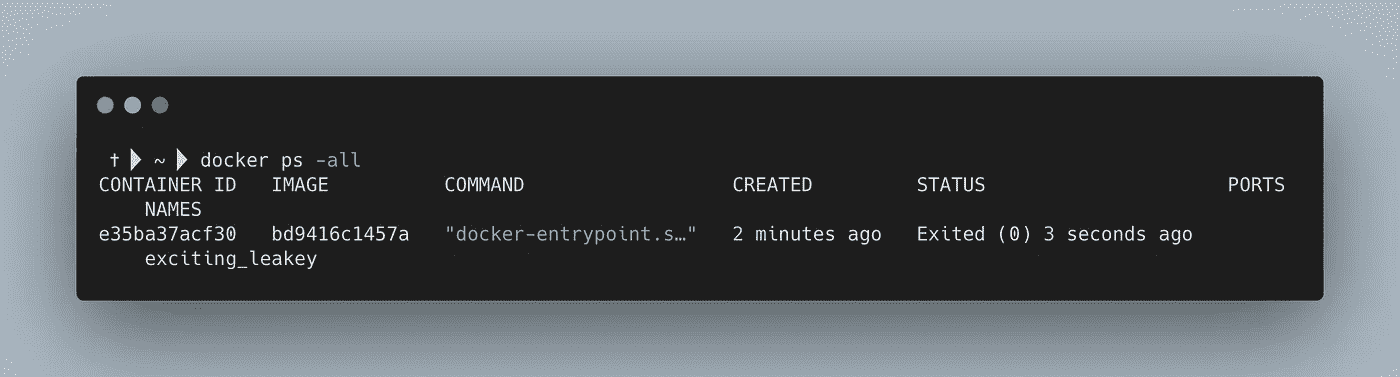 † ~ docker ps -all
CONTAINER ID IMAGE COMMAND CREATED STATUS PORTS
NAMES
e35ba37acf30 bd9416c1457a "docker-entrypoint.s…" 2 minutes ago Exited (0) 3 seconds ago
exciting_leakey